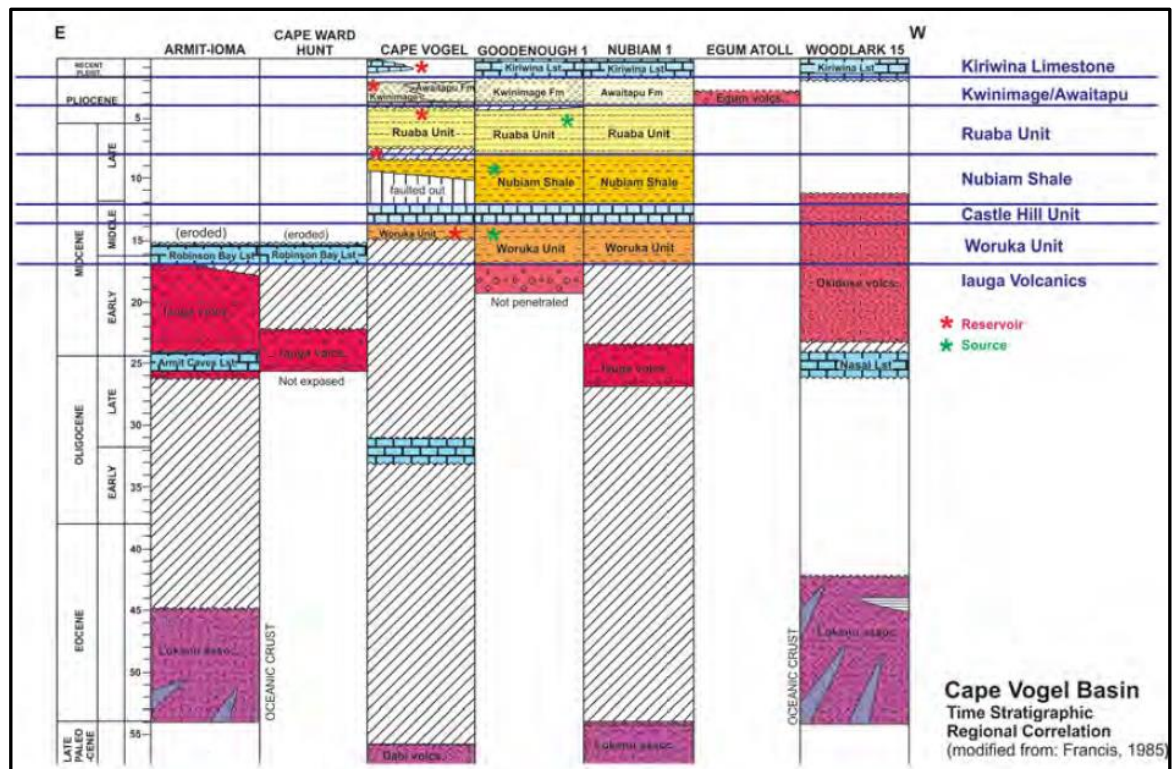 E
W
ARMIT-IOMA
CAPE WARD
HUNT
CAPE VOGEL
GOODENOUGH 1
NUBIAM 1
EGUM ATOLL
WOODLARK 15
RECENT
PLEIST.
PLIOCENE
MIOCENE
LATE
MIDDLE
EARLY
OLIGOCENE
LATE
EARLY
EOCENE
LATE
PALEO
-CENE
5
10
15
20
25
30
35
40
45
50
55
(eroded)
Robinson Bay Lst
Iauga volcs.
Armit Caves Lst
Lokanu assoc.
OCEANIC CRUST
(eroded)
Robinson Bay Lst
Iauga volcs.
Not exposed
Awaitapu Fm
Kwinimage
Ruaba Unit
faulted out
Woruka Unit
Dabi volcs.
Kiriwina Lst
Kwinimage Fm
Ruaba Unit
Nubiam Shale
Woruka Unit
Not penetrated
Kiriwina Lst
Awaitapu Fm
Ruaba Unit
Nubiam Shale
Woruka Unit
Iauga volcs.
Lokanu assoc.
Egum volcs.
Kiriwina Lst
Okiduse volcs.
Nasai Lst
OCEANIC CRUST
Lokanu assoc.
Kiriwina Limestone
Kwinimage/Awaitapu
Ruaba Unit
Nubiam Shale
Castle Hill Unit
Woruka Unit
Iauga Volcanics
* Reservoir
* Source
Cape Vogel Basin
Time Stratigraphic
Regional Correlation
(modified from: Francis, 1985)